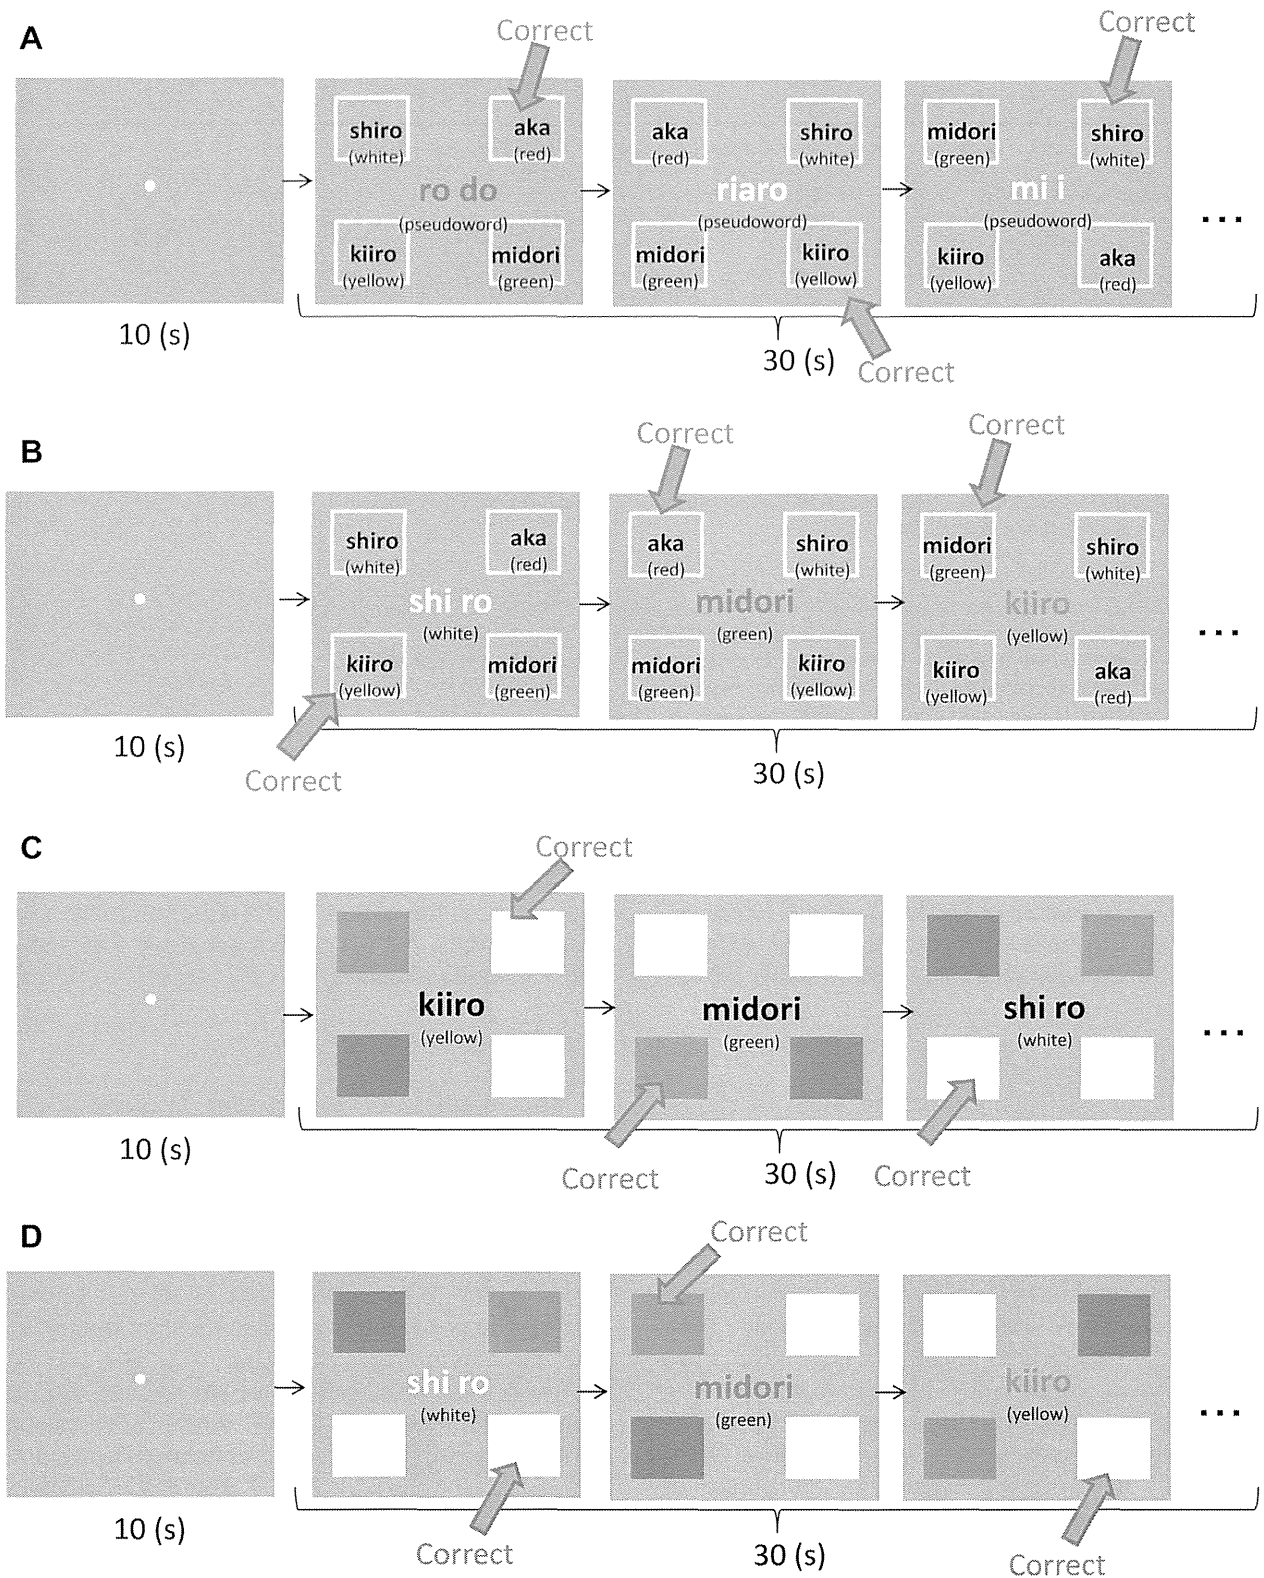 A
Correct
Correct
shiro
(white)
aka
(red)
ro do
(pseudoword)
kiiro
(yellow)
midori
(green)
aka
(red)
shiro
(white)
riaro
(pseudoword)
midori
(green)
kiiro
(yellow)
midori
(green)
shiro
(white)
mi i
(pseudoword)
kiiro
(yellow)
aka
(red)
...
10 (s)
30 (s)
Correct
B
Correct
Correct
shiro
(white)
aka
(red)
shi ro
(white)
kiiro
(yellow)
midori
(green)
aka
(red)
shiro
(white)
midori
(green)
midori
(green)
kiiro
(yellow)
midori
(green)
shiro
(white)
kiiro
(yellow)
kiiro
(yellow)
aka
(red)
...
10 (s)
Correct
30 (s)
C
Correct
kiiro
(yellow)
midori
(green)
shi ro
(white)
...
10 (s)
Correct
30 (s)
Correct
D
Correct
shi ro
(white)
midori
(green)
kiiro
(yellow)
...
10 (s)
Correct
30 (s)
Correct